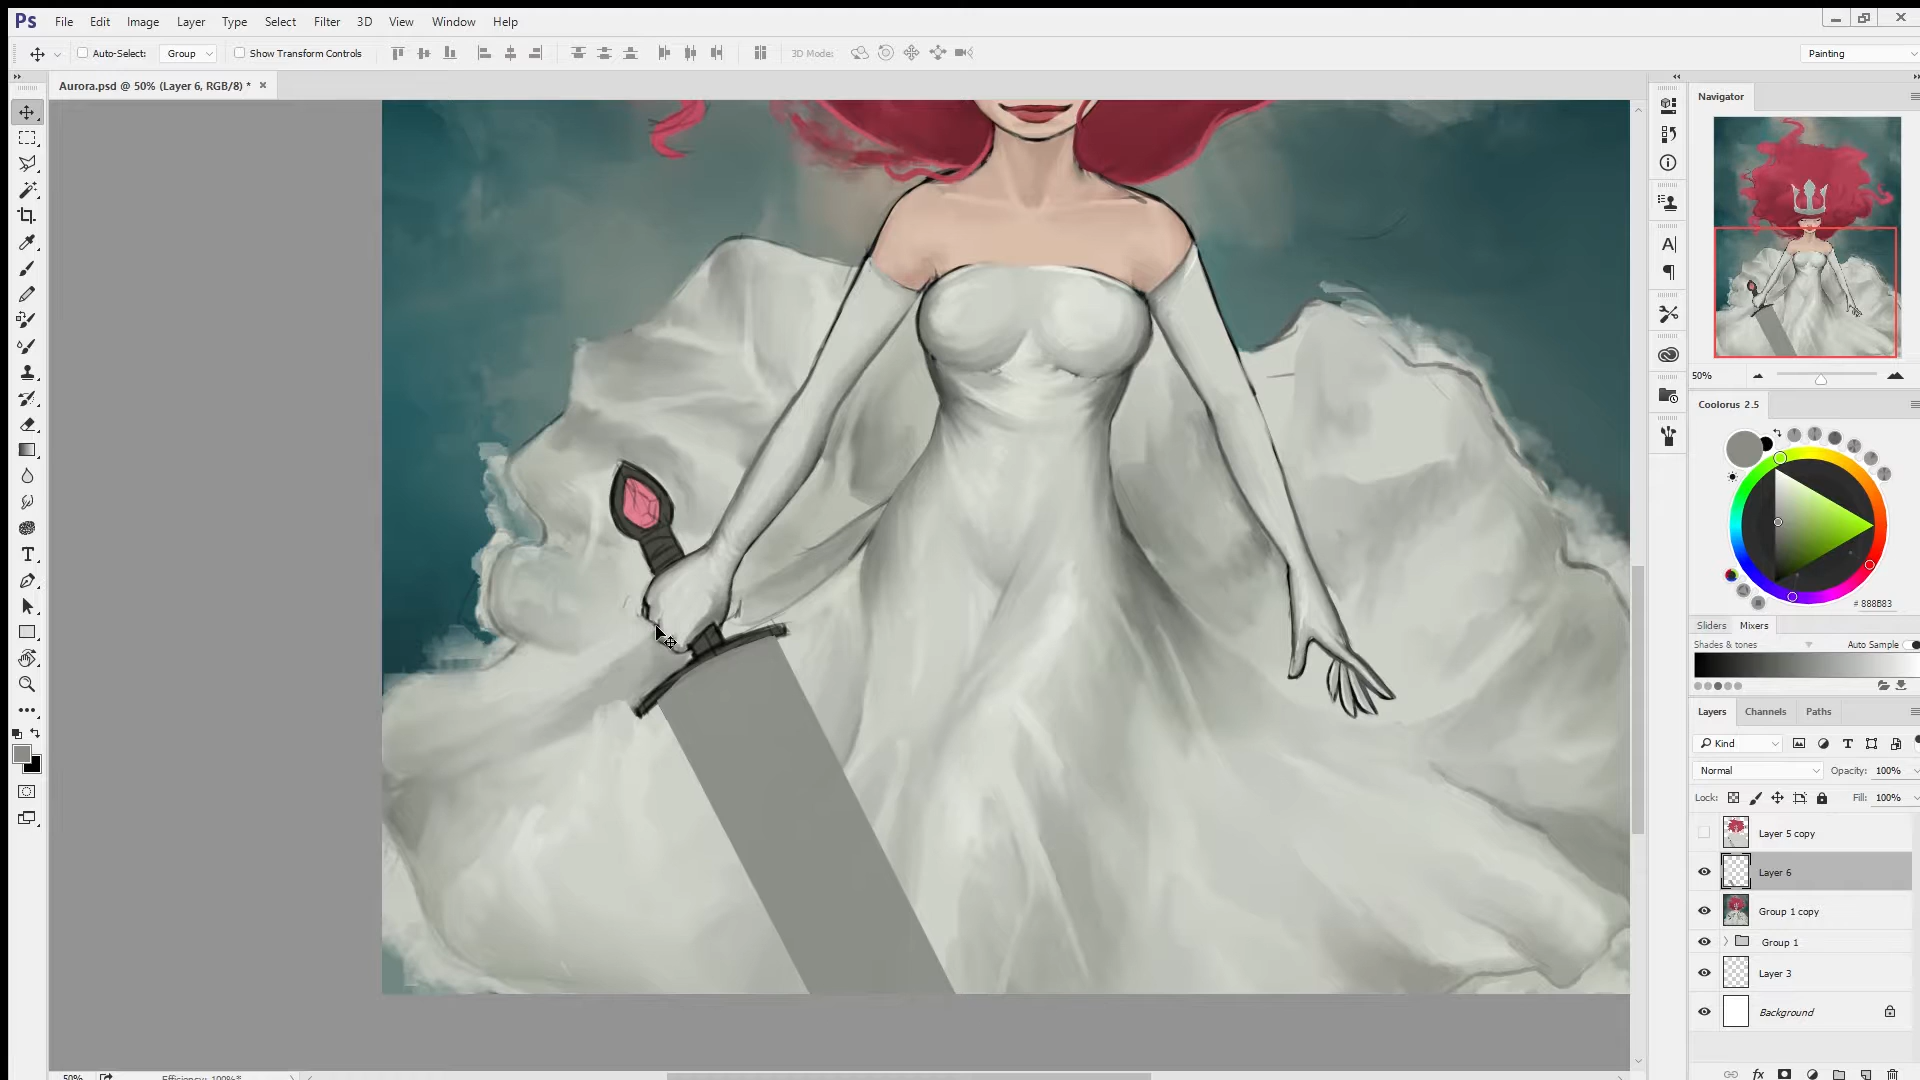 Ps File Edit Image Layer Type Select Filter 3D View Window Help
Auto-Select: Group Show Transform Controls 3D Mode: Painting
Aurora.psd @ 50% (Layer 6, RGB/8) * ×
Navigator
50%
Coolorus 2.5
# 888B83
Sliders Mixers
Shades & tones Auto Sample
Layers Channels Paths
Kind
Normal Opacity: 100%
Lock: Fill: 100%
Layer 5 copy
Layer 6
Group 1 copy
Group 1
Layer 3
Background
50% Efficiency: 100%*
fx